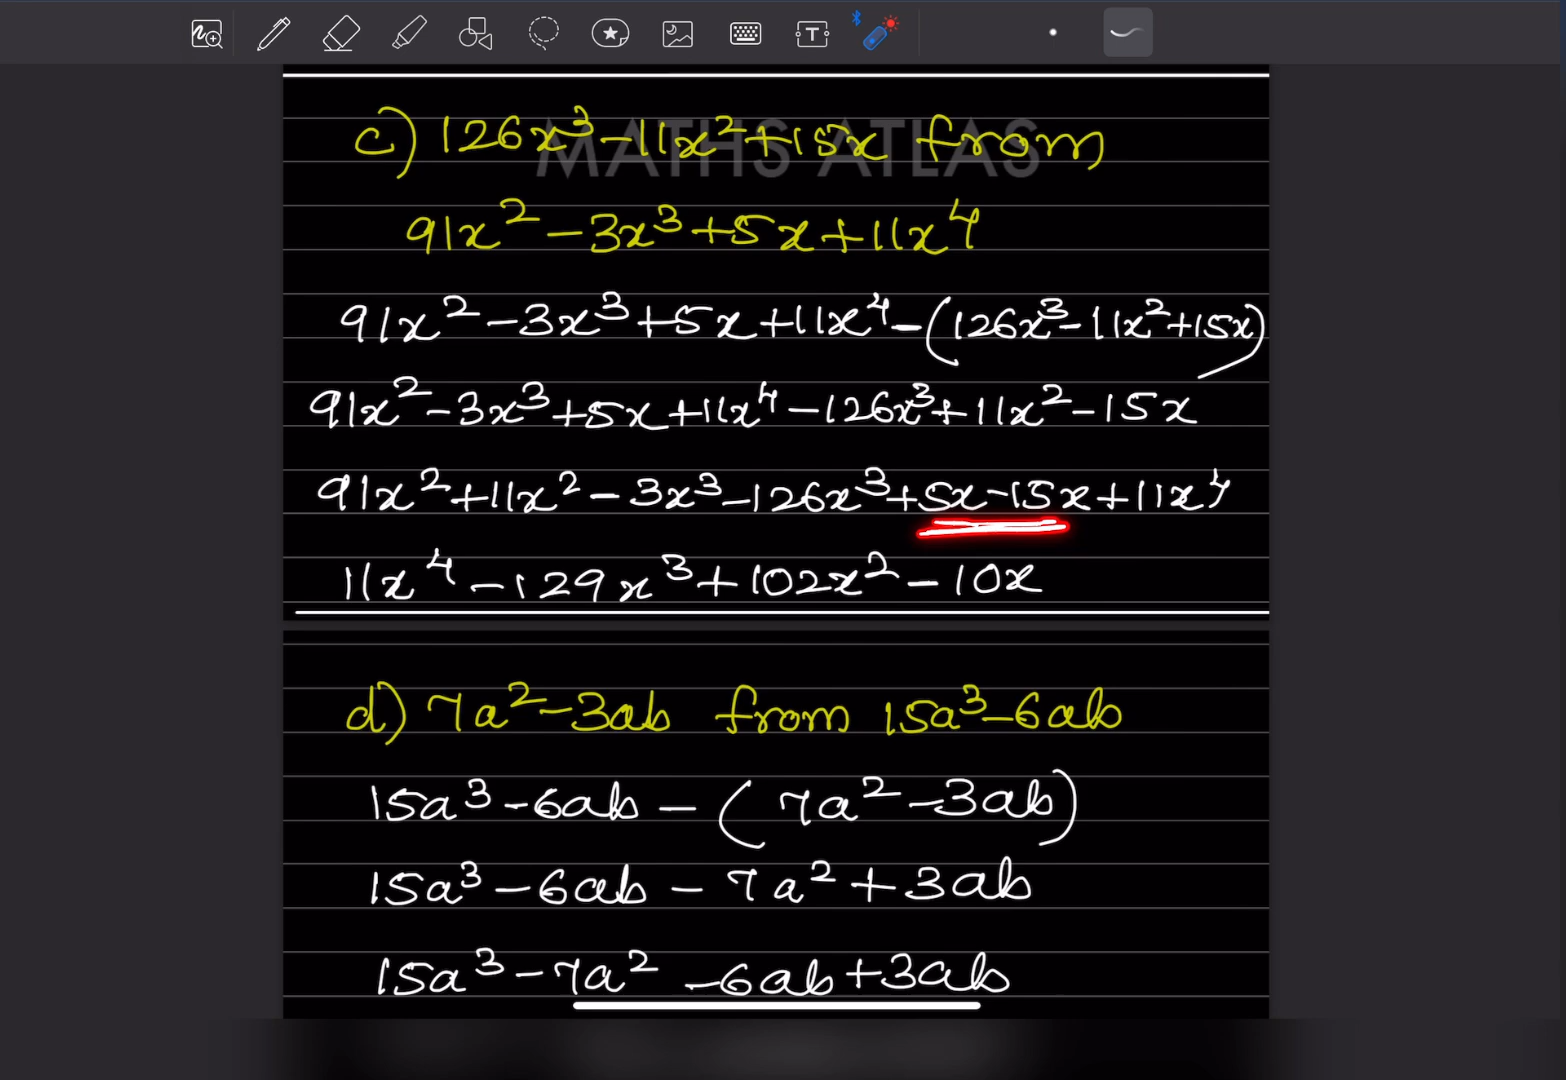 MATHS ATLAS
c) 126x³-11x²+15x from
91x²-3x³+5x+11x⁴
91x²-3x³+5x+11x⁴-(126x³-11x²+15x)
91x²-3x³+5x+11x⁴-126x³+11x²-15x
91x²+11x²-3x³-126x³+5x-15x+11x⁴
11x⁴-129x³+102x²-10x
d) 7a²-3ab from 15a³-6ab
15a³-6ab-(7a²-3ab)
15a³-6ab-7a²+3ab
15a³-7a²-6ab+3ab